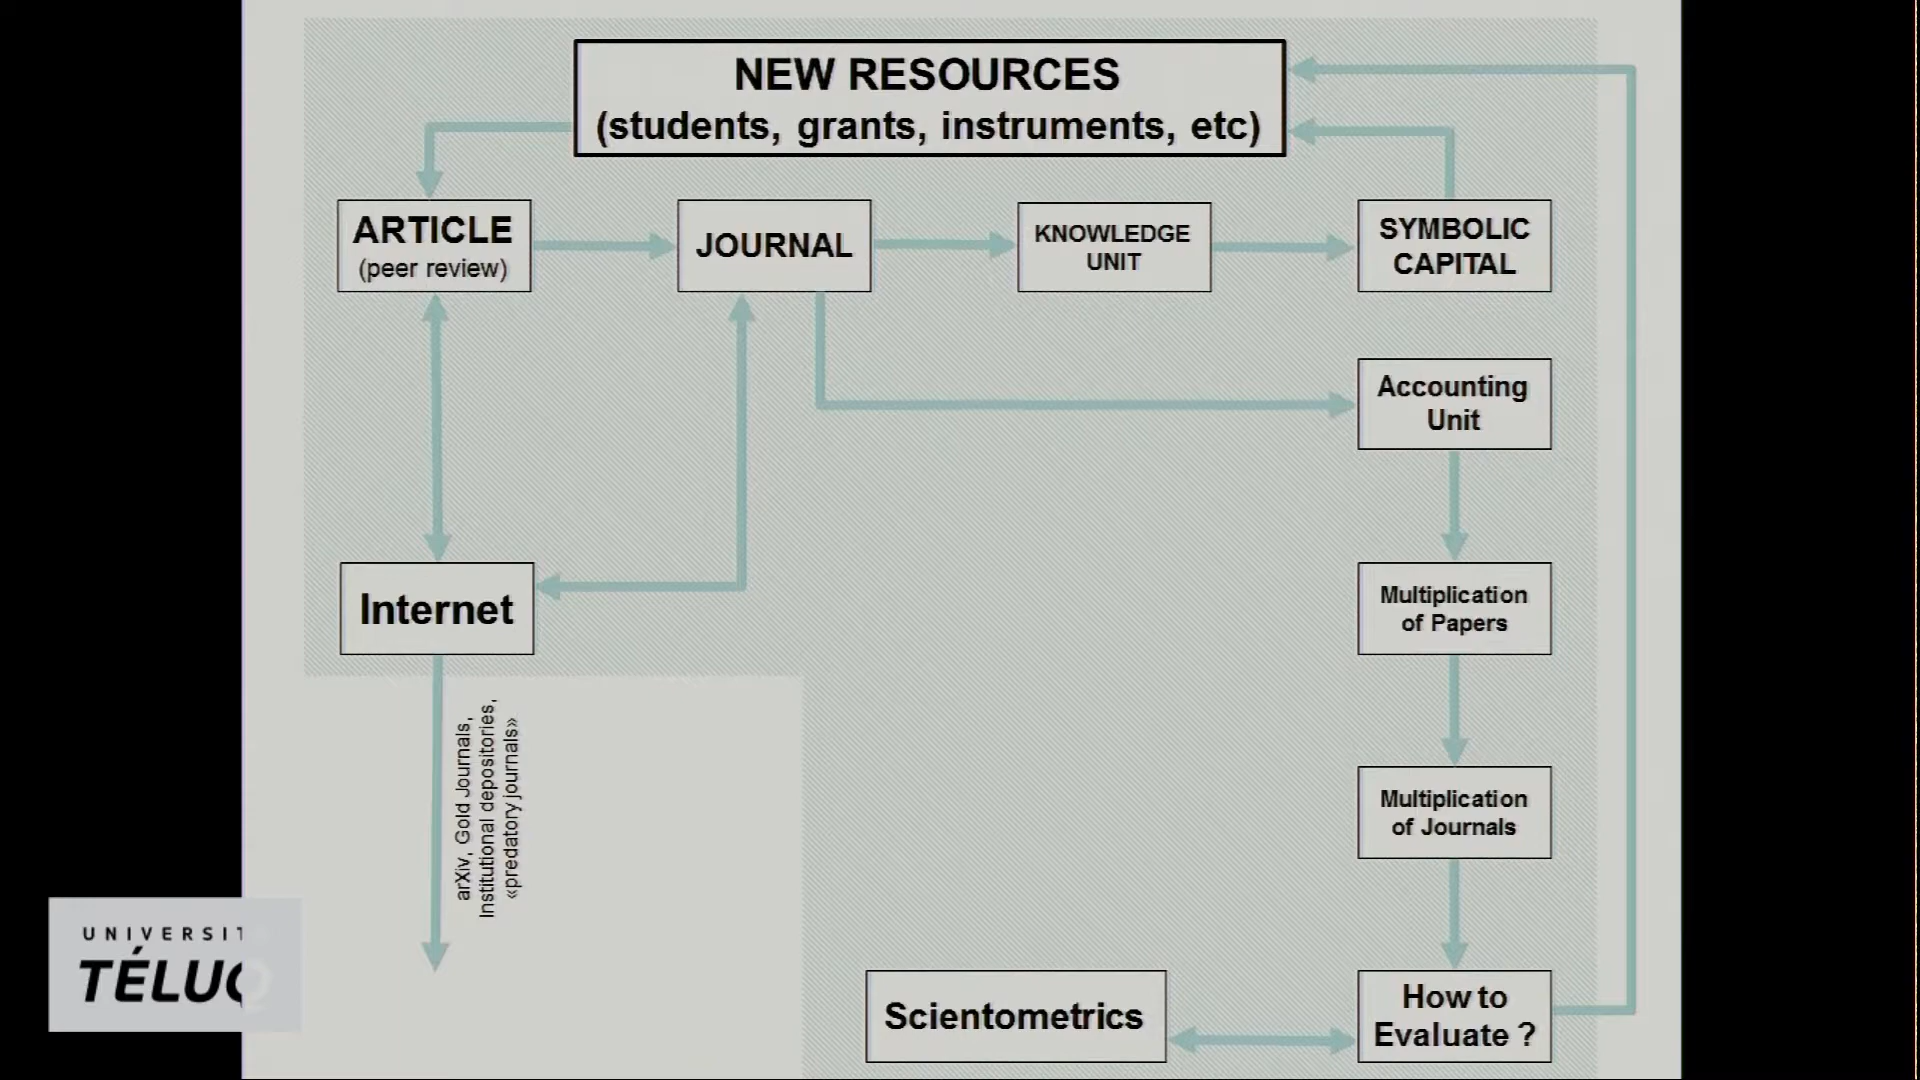 NEW RESOURCES
(students, grants, instruments, etc)
ARTICLE
(peer review)
JOURNAL
KNOWLEDGE
UNIT
SYMBOLIC
CAPITAL
Accounting
Unit
Internet
Multiplication
of Papers
arXiv, Gold Journals,
Institutional depositories,
«predatory journals»
Multiplication
of Journals
Scientometrics
How to
Evaluate ?
UNIVERSITÉ
TÉLUQ